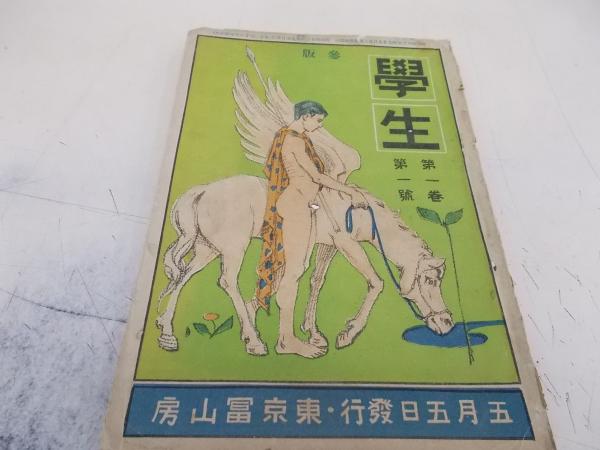 參版
學生
第一卷
第一號
五月五日發行・東京冨山房